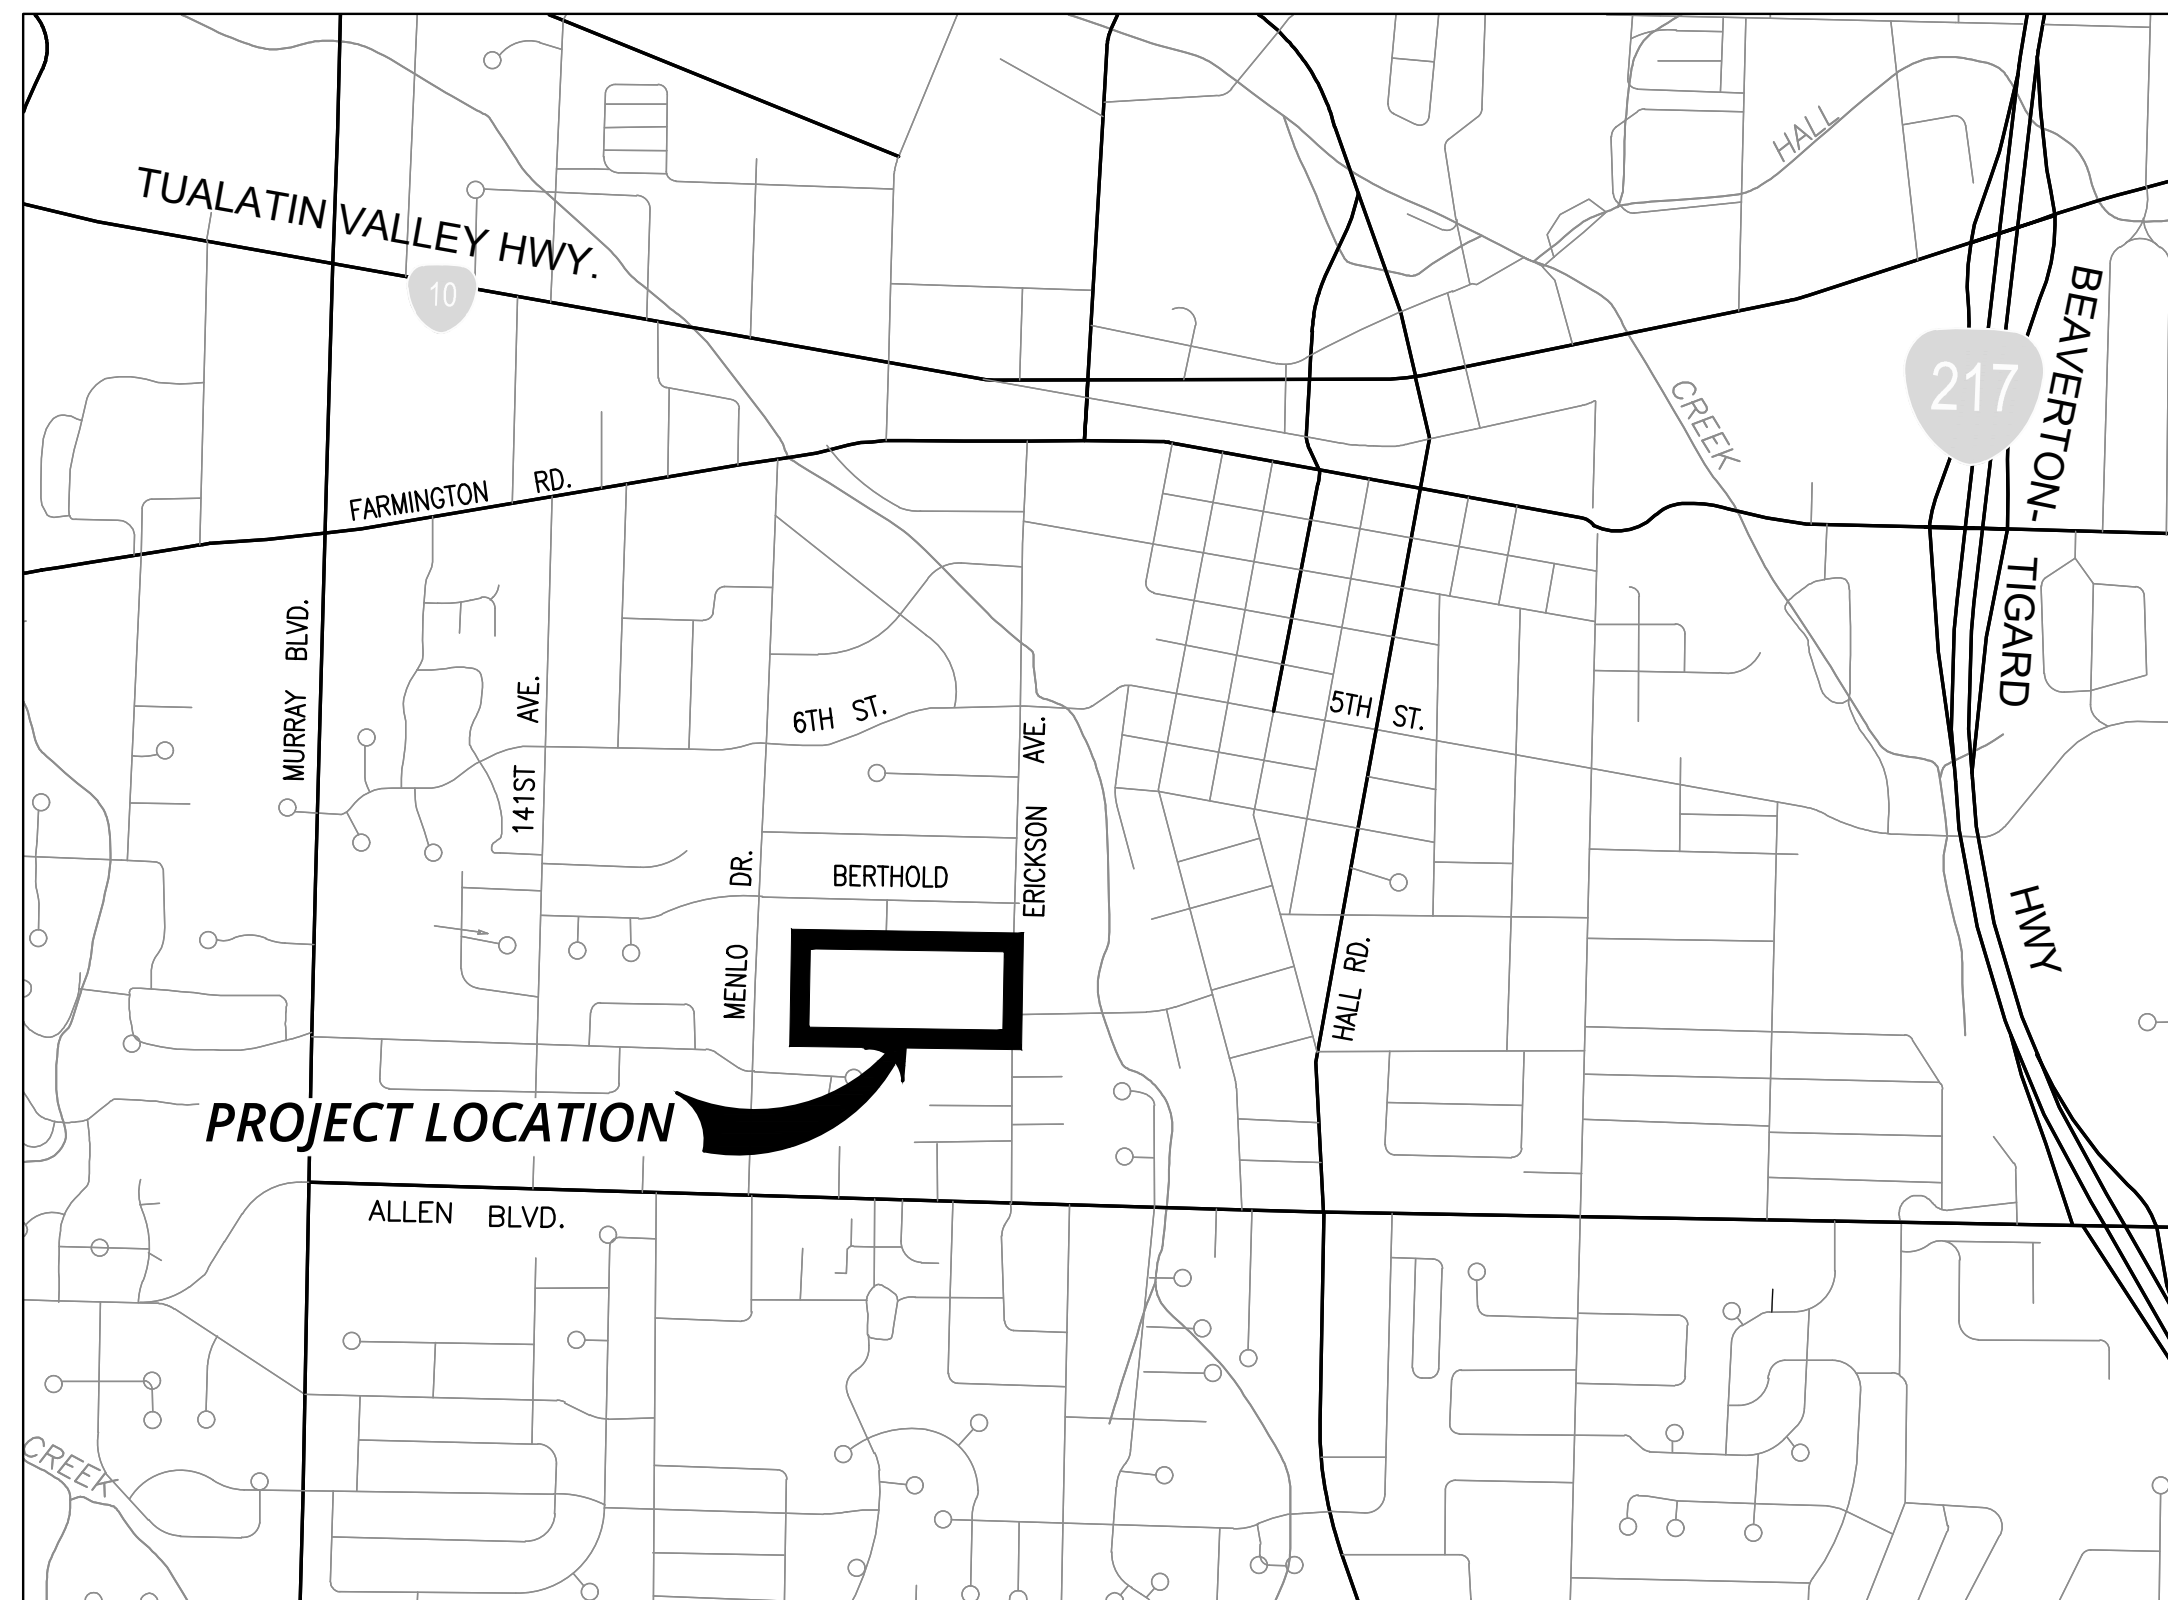 HALL
TUALATIN VALLEY HWY.
10
BEAVERTON-
217
CREEK
FARMINGTON RD.
TIGARD
MURRAY BLVD.
141ST AVE.
6TH ST.
5TH ST.
ERICKSON AVE.
MENLO DR.
BERTHOLD
HWY
HALL RD.
PROJECT LOCATION
ALLEN BLVD.
CREEK